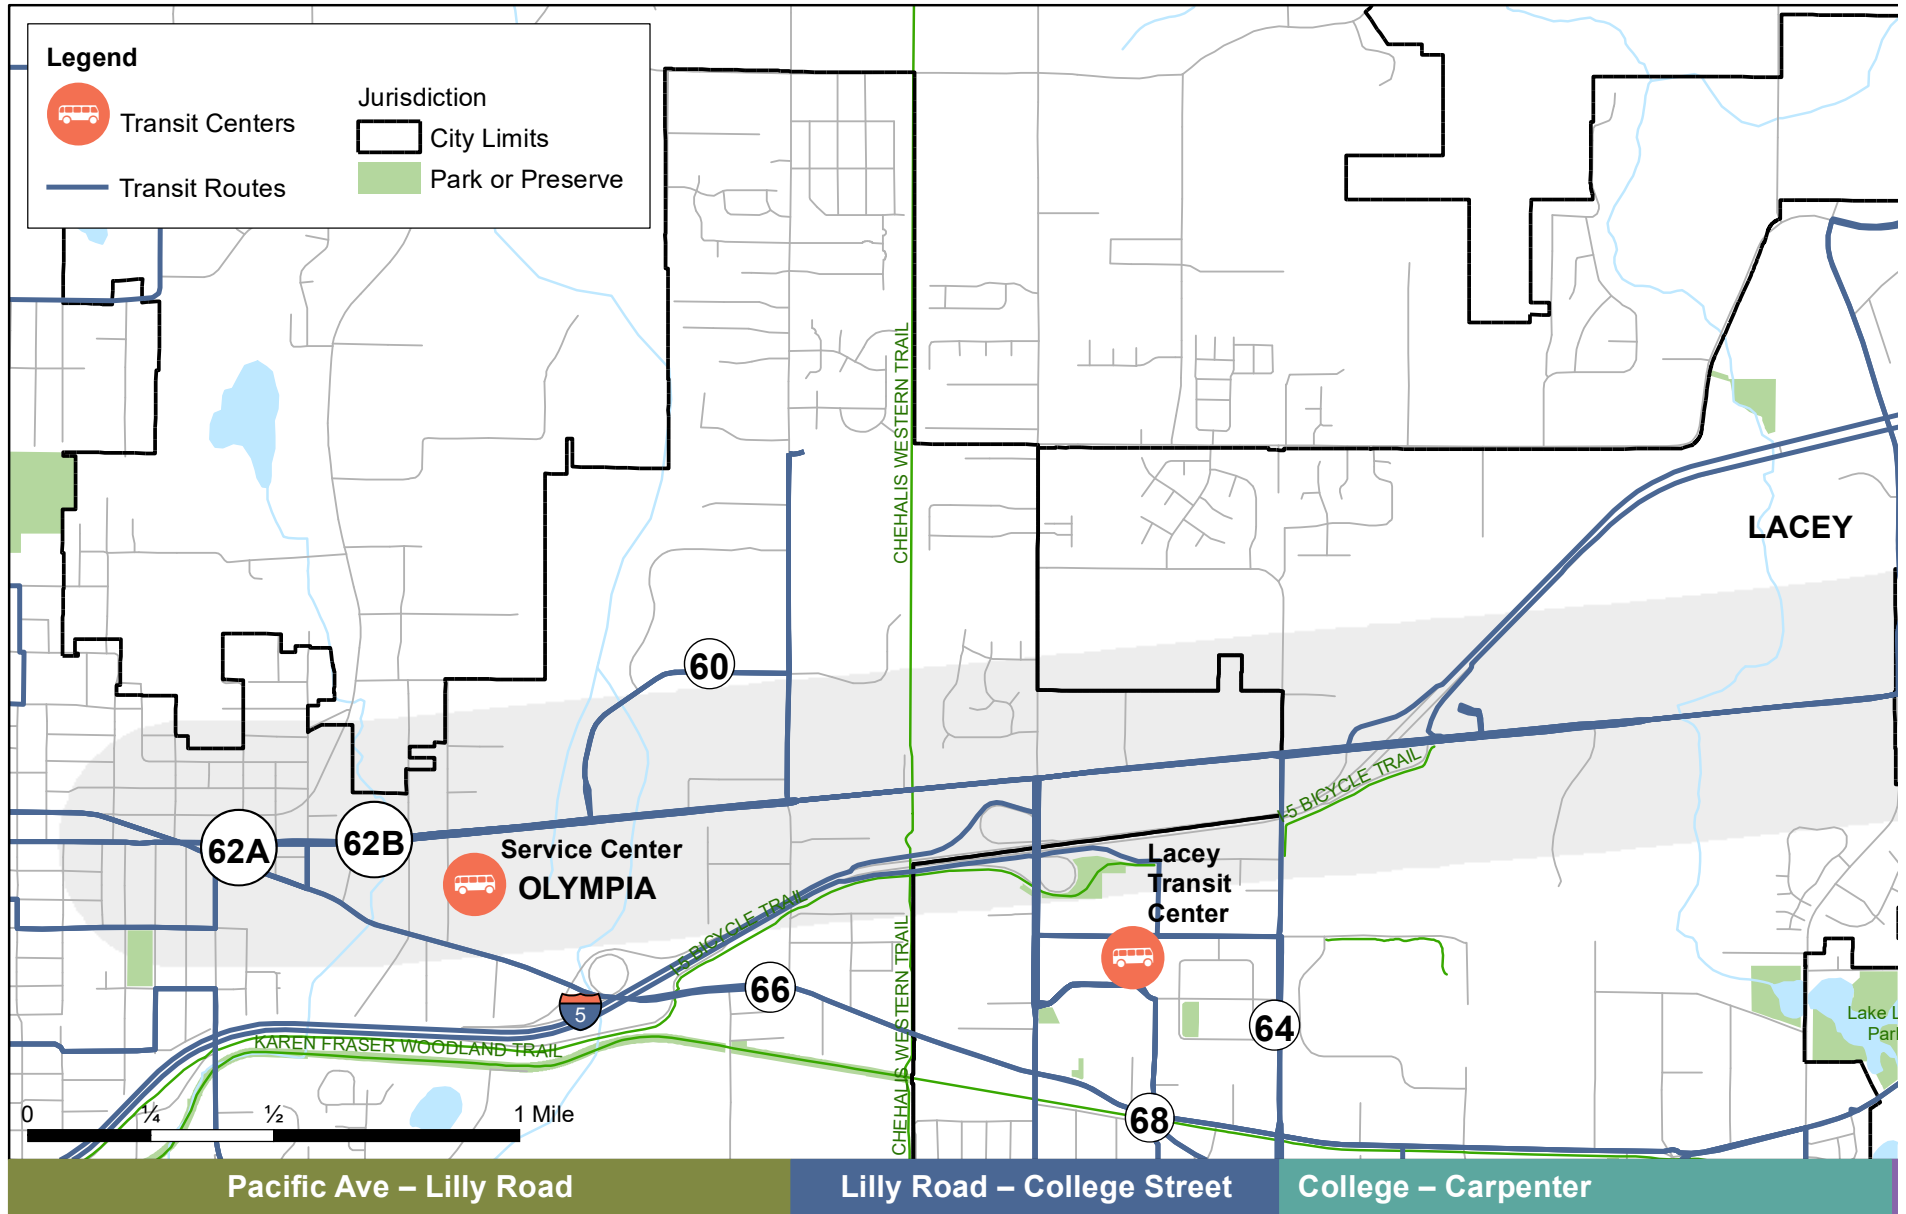 Legend
Transit Centers
Transit Routes
Jurisdiction
City Limits
Park or Preserve
CHEHALIS WESTERN TRAIL
LACEY
60
62A
62B
Service Center
OLYMPIA
I-5 BICYCLE TRAIL
I-5 BICYCLE TRAIL
Lacey
Transit
Center
66
5
64
KAREN FRASER WOODLAND TRAIL
CHEHALIS WESTERN TRAIL
68
Lake L
Park
0 ¼ ½ 1 Mile
Pacific Ave – Lilly Road
Lilly Road – College Street
College – Carpenter